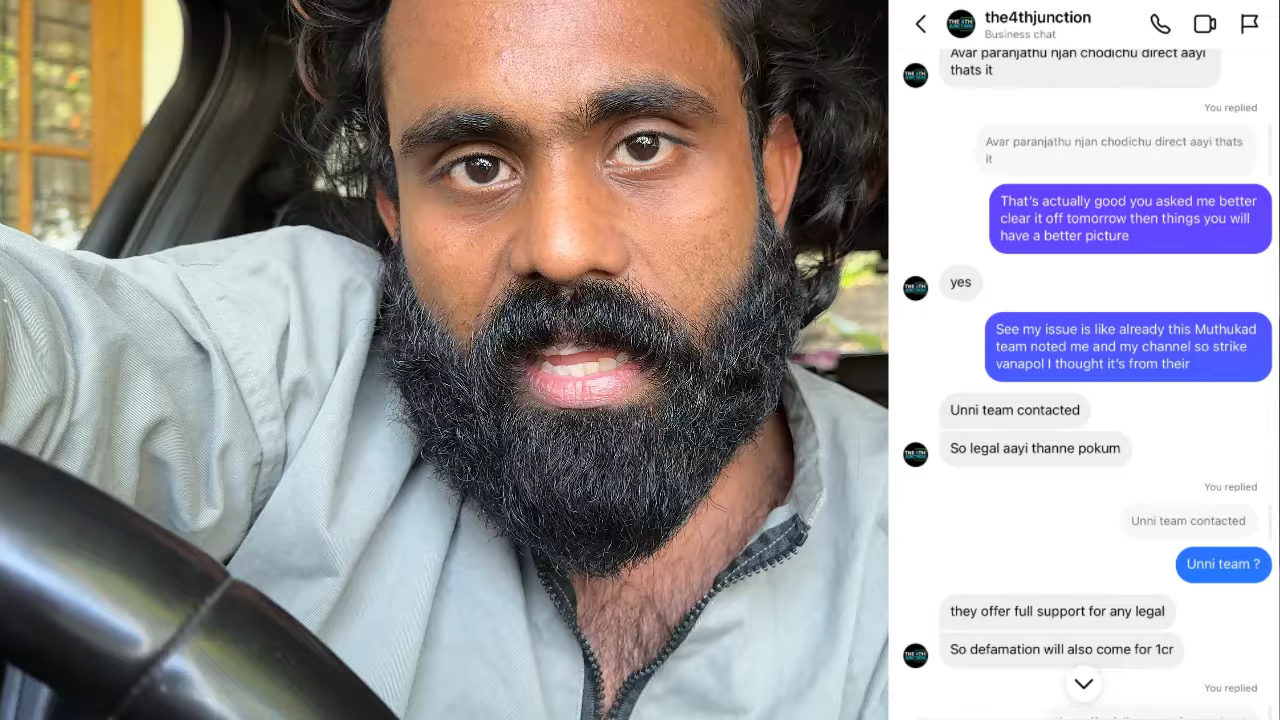 the4thjunction
Business chat
Avar paranjathu njan chodichu direct aayi
thats it
You replied
Avar paranjathu njan chodichu direct aayi thats
it
That's actually good you asked me better
clear it off tomorrow then things you will
have a better picture
yes
See my issue is like already this Muthukad
team noted me and my channel so strike
vanapol I thought it's from their
Unni team contacted
So legal aayi thanne pokum
You replied
Unni team contacted
Unni team ?
they offer full support for any legal
So defamation will also come for 1cr
You replied